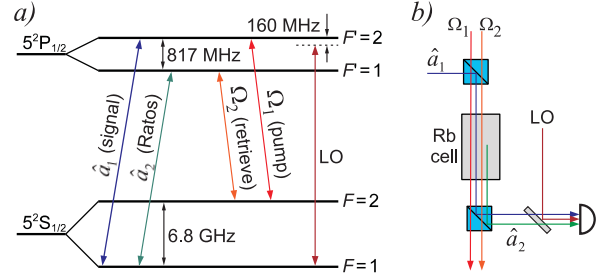 a)
160 MHz
5²P₁/₂
817 MHz
F'=2
F'=1
â₁ (signal)
â₂ (Ratos)
Ω₂ (retrieve)
Ω₁ (pump)
LO
5²S₁/₂
6.8 GHz
F=2
F=1
b)
Ω₁ Ω₂
â₁
Rb
cell
LO
â₂